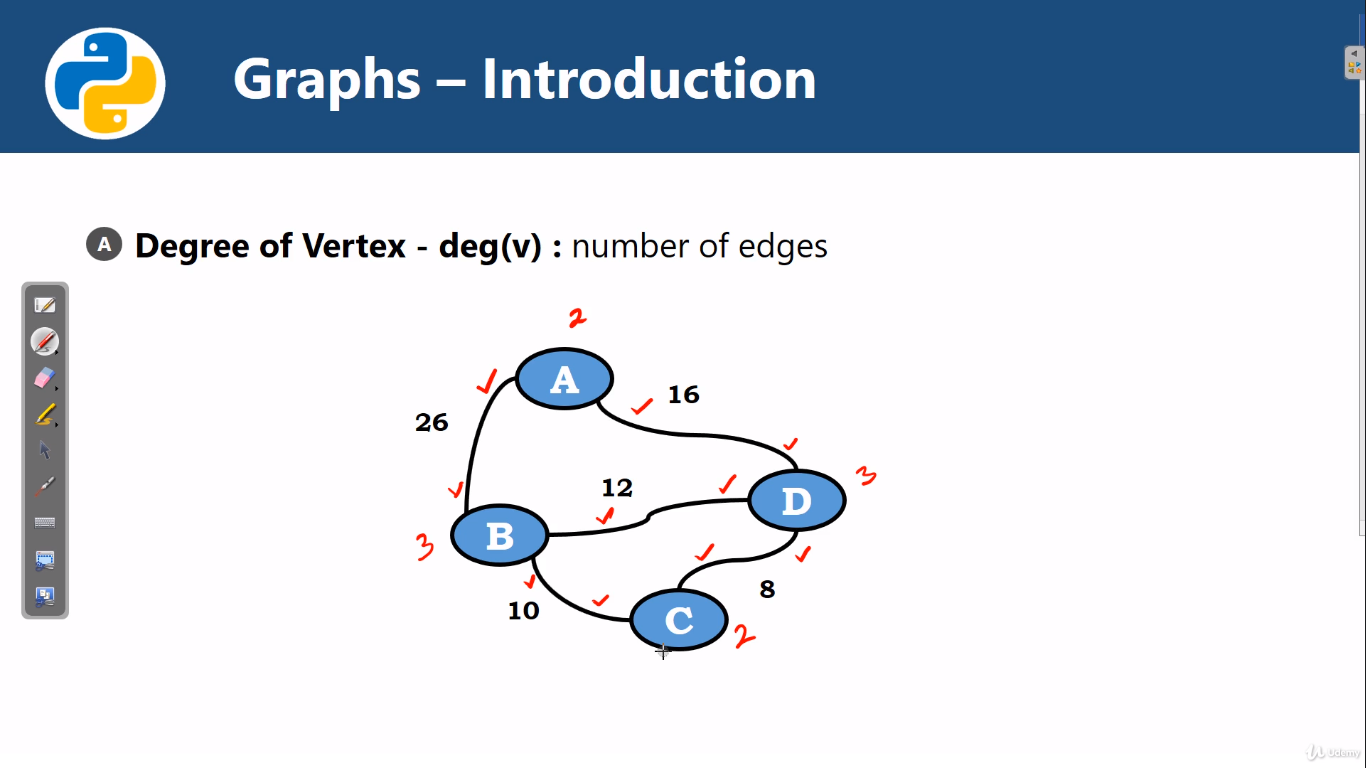 Graphs – Introduction
A Degree of Vertex - deg(v) : number of edges
2
A
16
26
12
D
3
B
3
8
10
C
2
Udemy